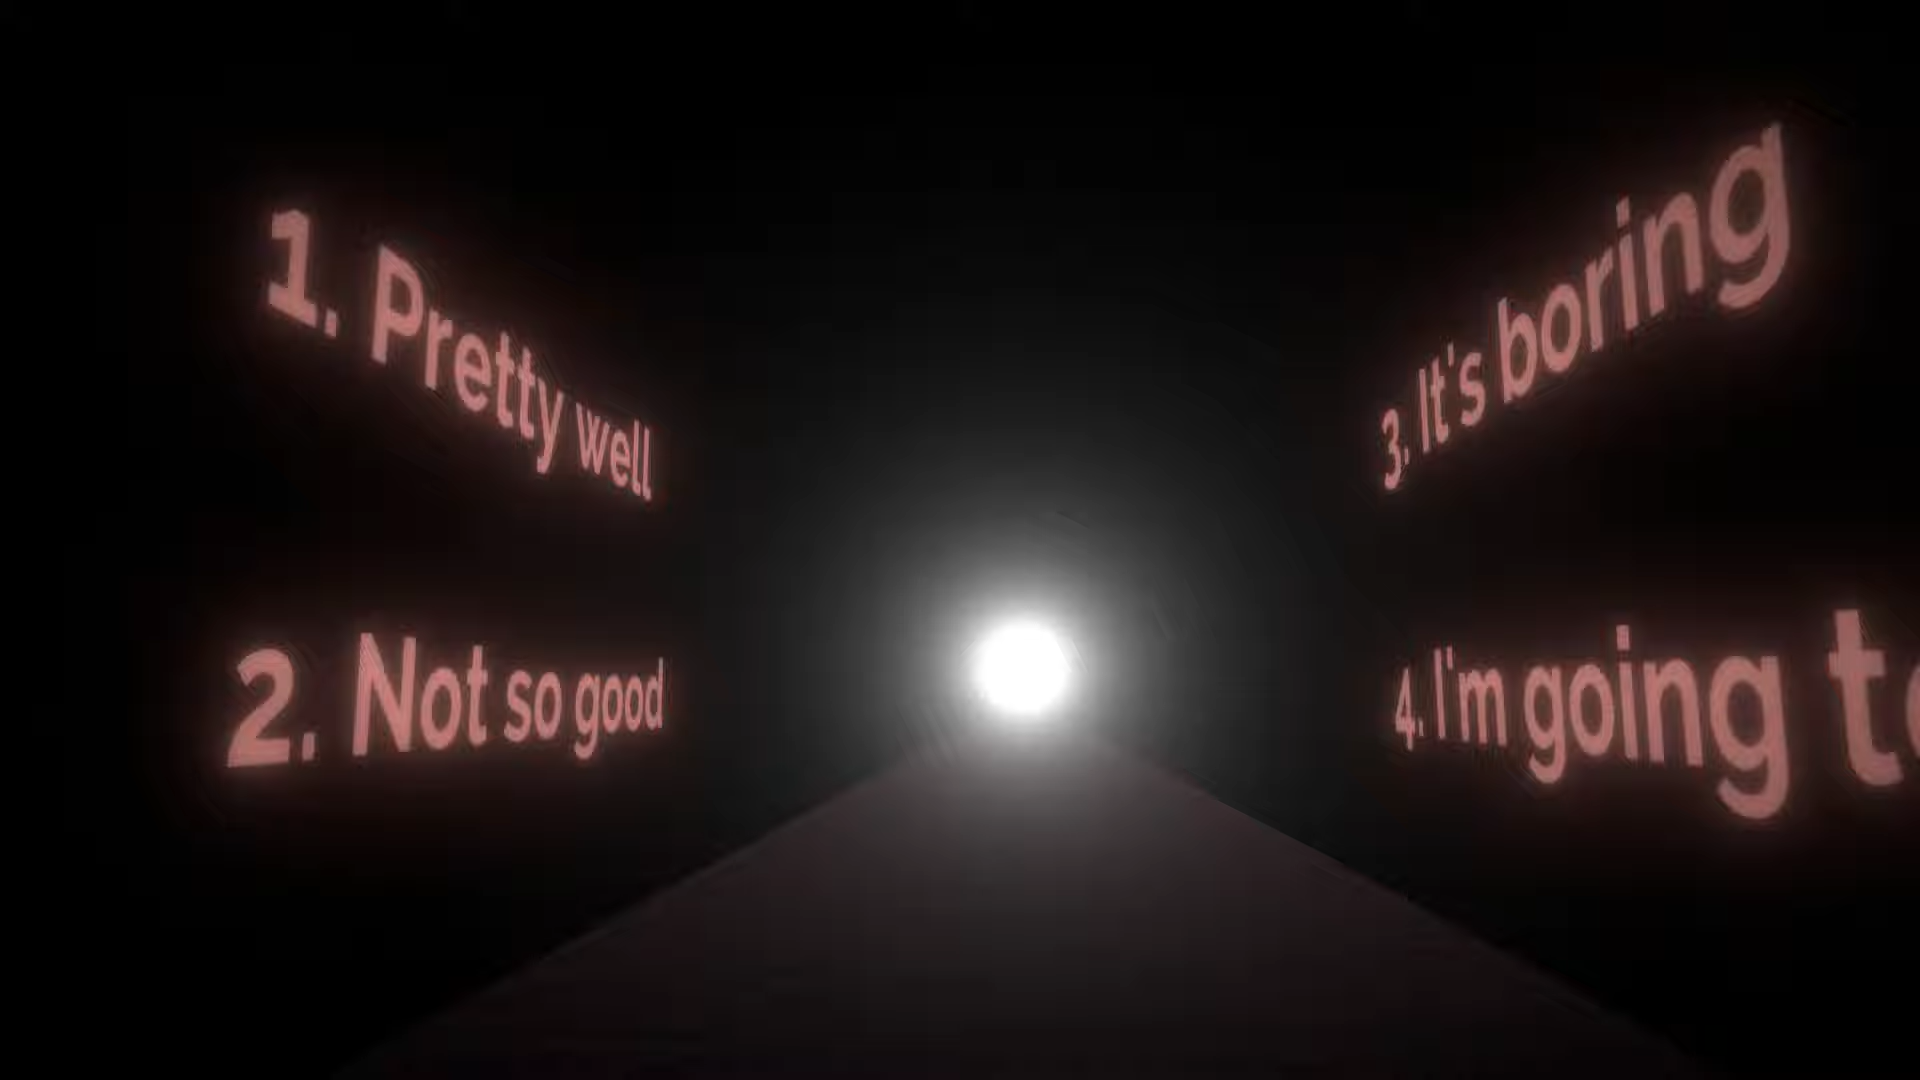 1. Pretty well
2. Not so good
3. It's boring
4. I'm going